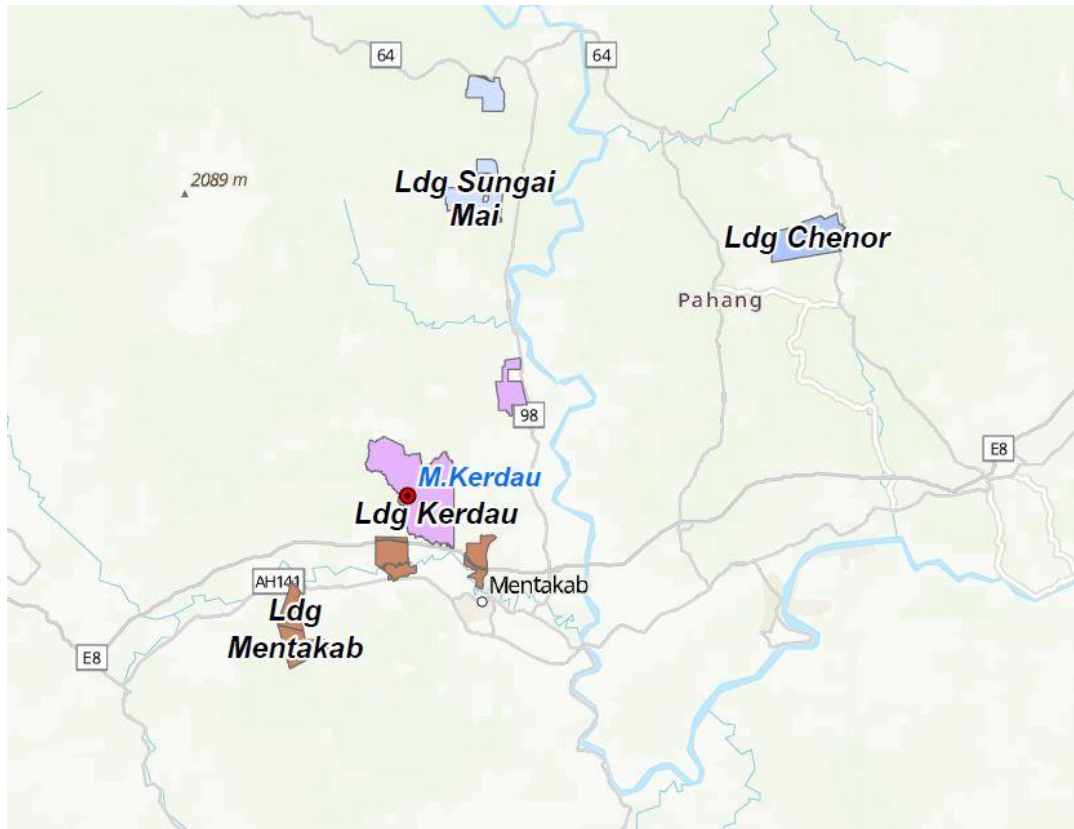 64
64
2089 m
Ldg Sungai
Mai
Ldg Chenor
Pahang
98
E8
M.Kerdau
Ldg Kerdau
AH141
Mentakab
Ldg
Mentakab
E8